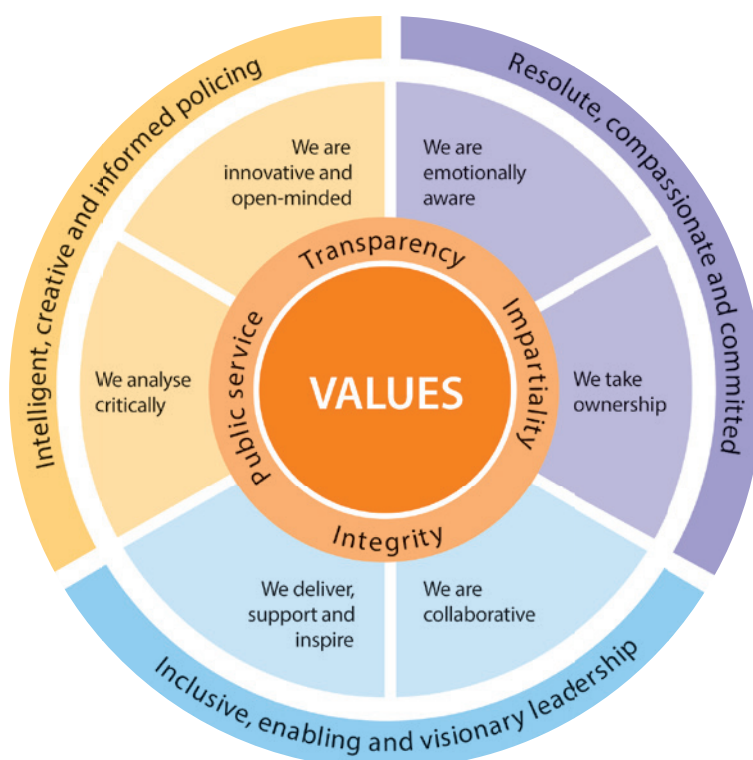 Intelligent, creative and informed policing
Resolute, compassionate and committed
We are
innovative and
open-minded
We are
emotionally
aware
Transparency
Public service
Impartiality
VALUES
We analyse
critically
We take
ownership
Integrity
We deliver,
support and
inspire
We are
collaborative
Inclusive, enabling and visionary leadership